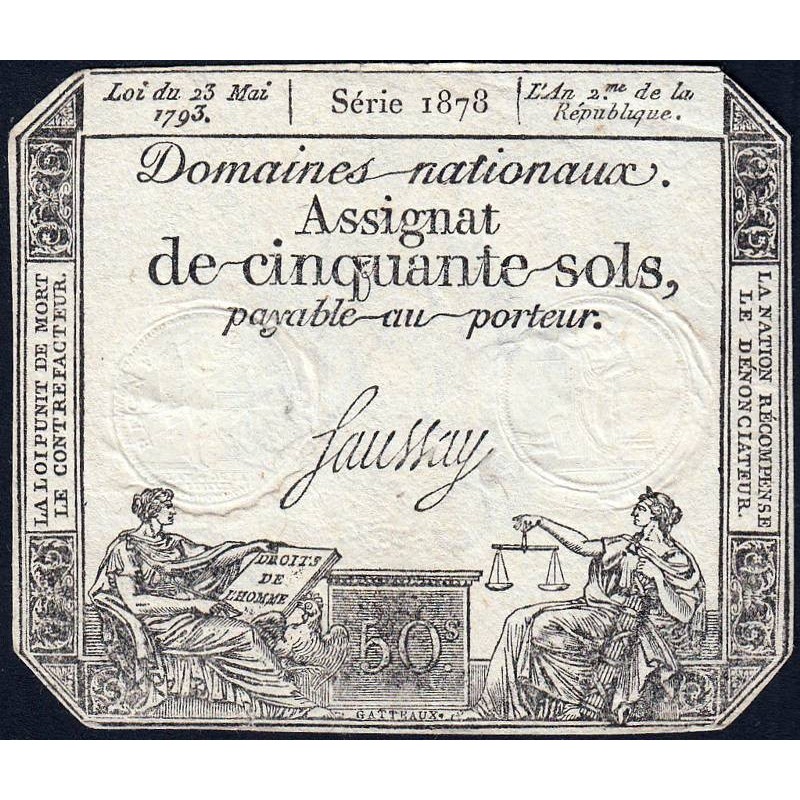 Loi du 23 Mai
1793.
Série 1878
L'An 2.me de la
République.
Domaines nationaux.
Assignat
de cinquante sols,
payable au porteur.
LA LOI PUNIT DE MORT
LE CONTREFACTEUR.
LA NATION RÉCOMPENSE
LE DÉNONCIATEUR.
Saussay
DROITS
DE
L'HOMME
50.s
GATTEAUX.